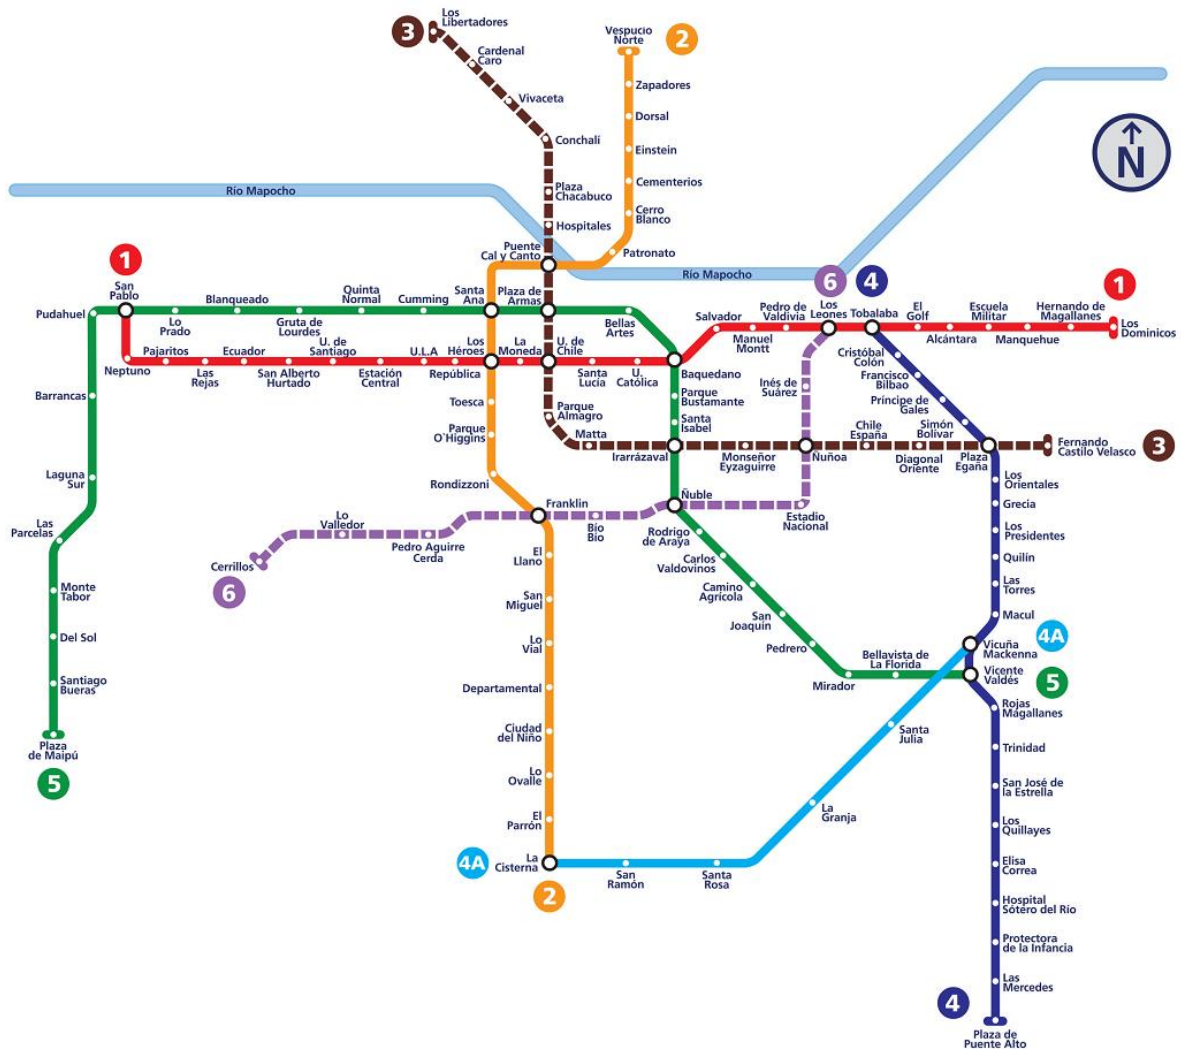 Los
Libertadores
3
Cardenal
Caro
Vivaceta
Conchalí
Plaza
Chacabuco
Hospitales
Vespucio
Norte
2
Zapadores
Dorsal
Einstein
Cementerios
Cerro
Blanco
Patronato
N
Río Mapocho
Río Mapocho
Puente
Cal y Canto
1
San
Pablo
Pudahuel
Lo
Prado
Blanqueado
Gruta de
Lourdes
Quinta
Normal
Cumming
Santa
Ana
Plaza de
Armas
Bellas
Artes
6
4
1
Neptuno
Pajaritos
Las
Rejas
Ecuador
San Alberto
Hurtado
U. de
Santiago
Estación
Central
U.L.A
República
Los
Héroes
La
Moneda
U. de
Chile
Santa
Lucía
U.
Católica
Baquedano
Salvador
Manuel
Montt
Pedro de
Valdivia
Los
Leones
Tobalaba
El
Golf
Alcántara
Escuela
Militar
Manquehue
Hernando de
Magallanes
Los
Dominicos
Cristóbal
Colón
Francisco
Bilbao
Príncipe de
Gales
Simón
Bolívar
Plaza
Egaña
Inés de
Suárez
Barrancas
Laguna
Sur
Las
Parcelas
Monte
Tabor
Del Sol
Santiago
Bueras
Plaza
de Maipú
5
Toesca
Parque
O`Higgins
Rondizzoni
Parque
Almagro
Matta
Irarrázaval
Monseñor
Eyzaguirre
Ñuñoa
Chile
España
Diagonal
Oriente
Fernando
Castilo Velasco
3
Parque
Bustamante
Santa
Isabel
Ñuble
Estadio
Nacional
Franklin
Bío
Bío
Lo
Valledor
Pedro Aguirre
Cerda
Cerrillos
6
Rodrigo
de Araya
Carlos
Valdovinos
Camino
Agrícola
San
Joaquín
Pedrero
Mirador
Bellavista de
La Florida
El
Llano
San
Miguel
Lo
Vial
Departamental
Ciudad
del Niño
Lo
Ovalle
El
Parrón
4A
La
Cisterna
2
San
Ramón
Santa
Rosa
La
Granja
Santa
Julia
Los
Orientales
Grecia
Los
Presidentes
Quilín
Las
Torres
Macul
4A
Vicuña
Mackenna
Vicente
Valdés
5
Rojas
Magallanes
Trinidad
San José de
la Estrella
Los
Quillayes
Elisa
Correa
Hospital
Sótero del Río
Protectora
de la Infancia
Las
Mercedes
4
Plaza de
Puente Alto